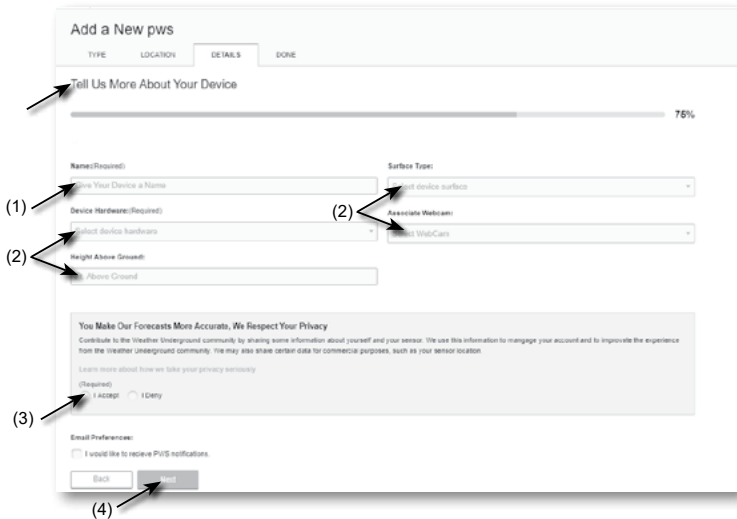 Add a New pws
TYPE LOCATION DETAILS DONE
Tell Us More About Your Device
75%
Name:(Required) Surface Type:
(1) Give Your Device a Name Select device surface
Device Hardware:(Required) (2) Associate Webcam:
Select device hardware Select WebCam
(2) Height Above Ground:
Above Ground
You Make Our Forecasts More Accurate, We Respect Your Privacy
Contribute to the Weather Underground community by sharing some information about yourself and your sensor. We use this information to mangage your account and to improvate the experience
from the Weather Underground community. We may also share certain data for commercial purposes, such as your sensor location
Learn more about how we take your privacy seriously
(Required)
(3) I Accept I Deny
Email Preferences:
I would like to recieve PWS notifications.
Back Next
(4)